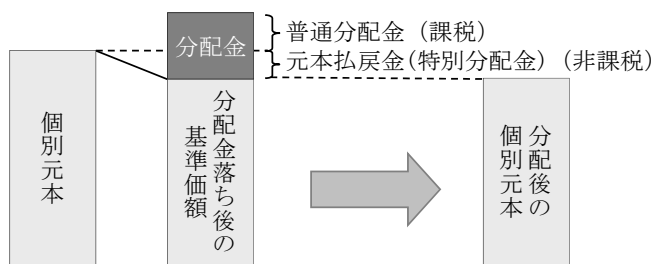 分配金
普通分配金（課税）
元本払戻金(特別分配金)（非課税）
個別元本
分配金落ち後の
基準価額
分配後の
個別元本